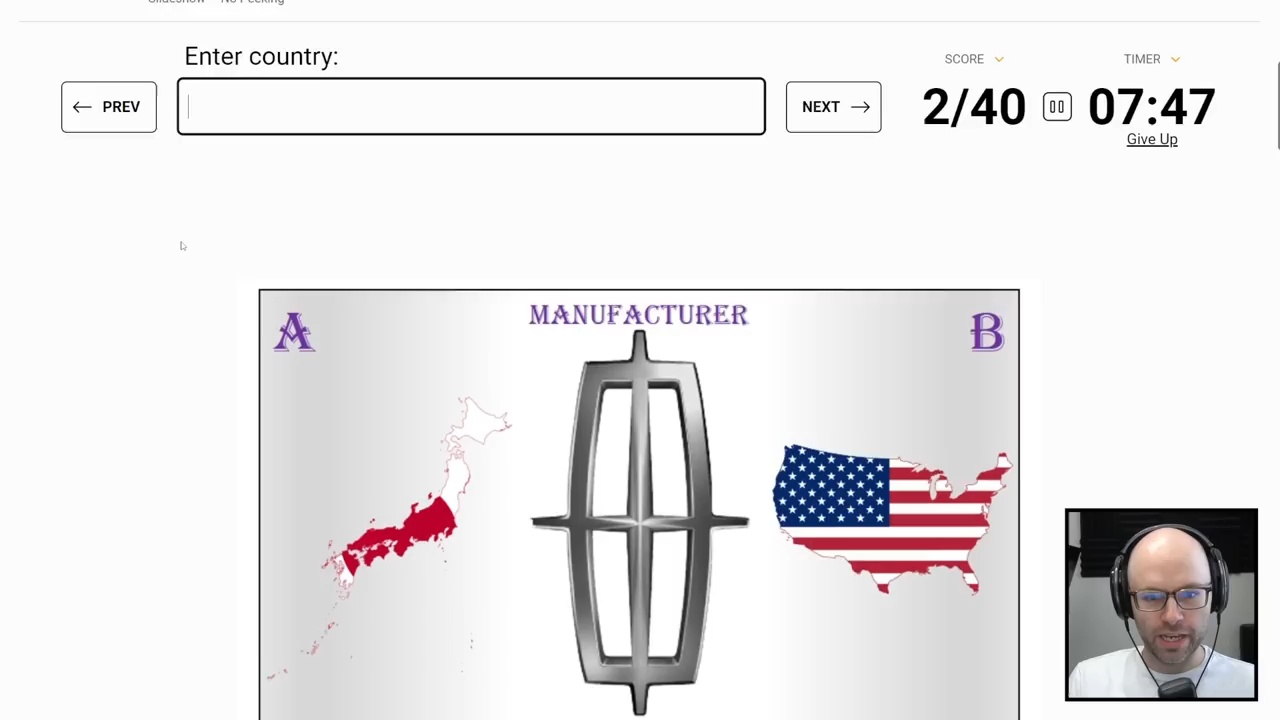 Enter country:
PREV
NEXT
SCORE
2/40
TIMER
07:47
Give Up
A
MANUFACTURER
B